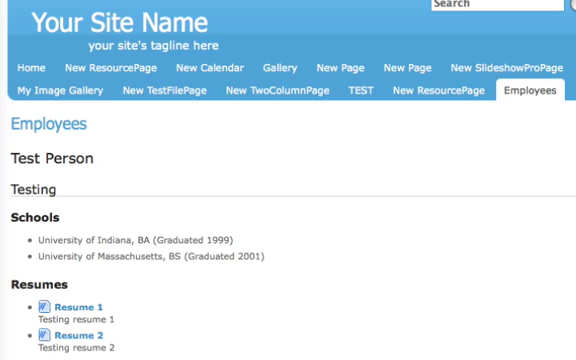 Search
Your Site Name
your site's tagline here
Home New ResourcePage New Calendar Gallery New Page New Page New SlideshowProPage
My Image Gallery New TestFilePage New TwoColumnPage TEST New ResourcePage Employees
Employees
Test Person
Testing
Schools
University of Indiana, BA (Graduated 1999)
University of Massachusetts, BS (Graduated 2001)
Resumes
Resume 1
Testing resume 1
Resume 2
Testing resume 2